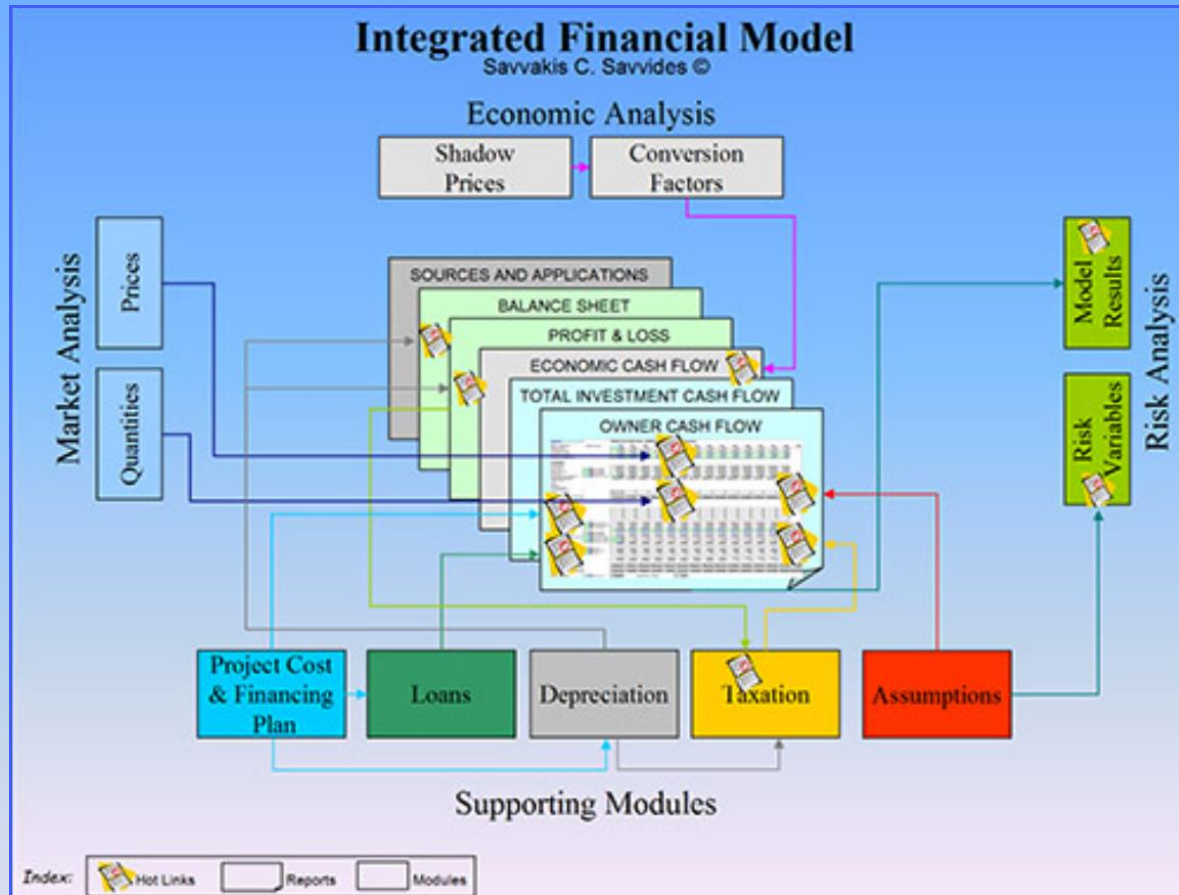 Integrated Financial Model
Savvakis C. Savvides ©
Economic Analysis
Shadow
Prices
Conversion
Factors
Market Analysis
Prices
Quantities
SOURCES AND APPLICATIONS
BALANCE SHEET
PROFIT & LOSS
ECONOMIC CASH FLOW
TOTAL INVESTMENT CASH FLOW
OWNER CASH FLOW
Model
Results
Risk
Variables
Risk Analysis
Project Cost
& Financing
Plan
Loans
Depreciation
Taxation
Assumptions
Supporting Modules
Index:
Hot Links
Reports
Modules